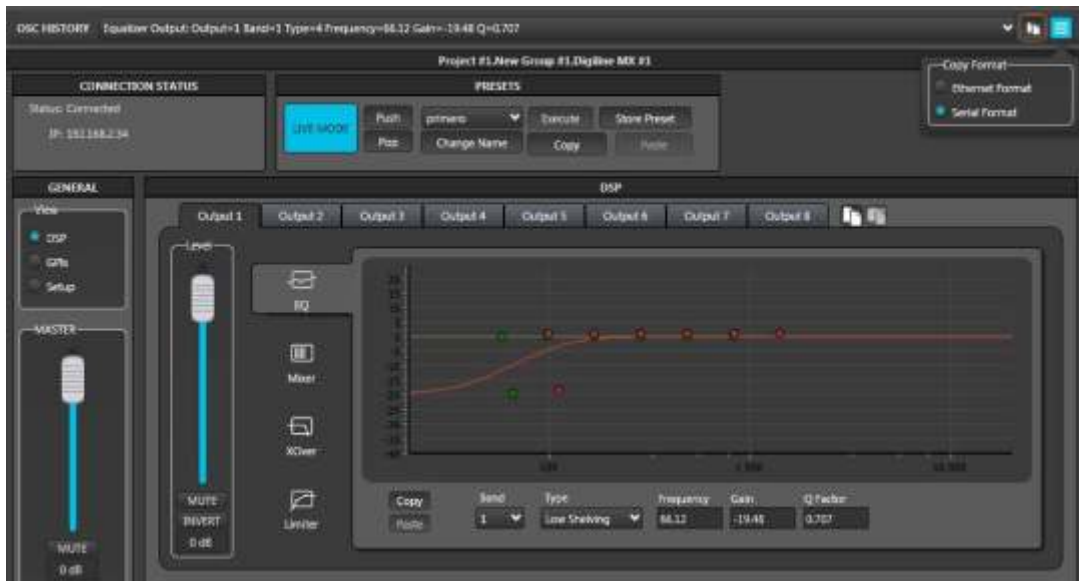 OSC HISTORY Equalizer Output: Output=1 Band=1 Type=4 Frequency=66.12 Gain=-19.48 Q=0.707
Project #1.New Group #1.Digiline MX #1
Copy Format
Ethernet Format
Serial Format
CONNECTION STATUS
Status: Connected
IP: 192.168.2.34
PRESETS
LIVE MODE
Push
Pop
primero
Execute
Store Preset
Change Name
Copy
Paste
GENERAL
View
DSP
GPIs
Setup
MASTER
MUTE
0 dB
DSP
Output 1 Output 2 Output 3 Output 4 Output 5 Output 6 Output 7 Output 8
Level
MUTE
INVERT
0 dB
EQ
Mixer
XOver
Limiter
100 1.000 10.000
Copy
Paste
Band
1
Type
Low Shelving
Frequency
66.12
Gain
-19.48
Q Factor
0.707